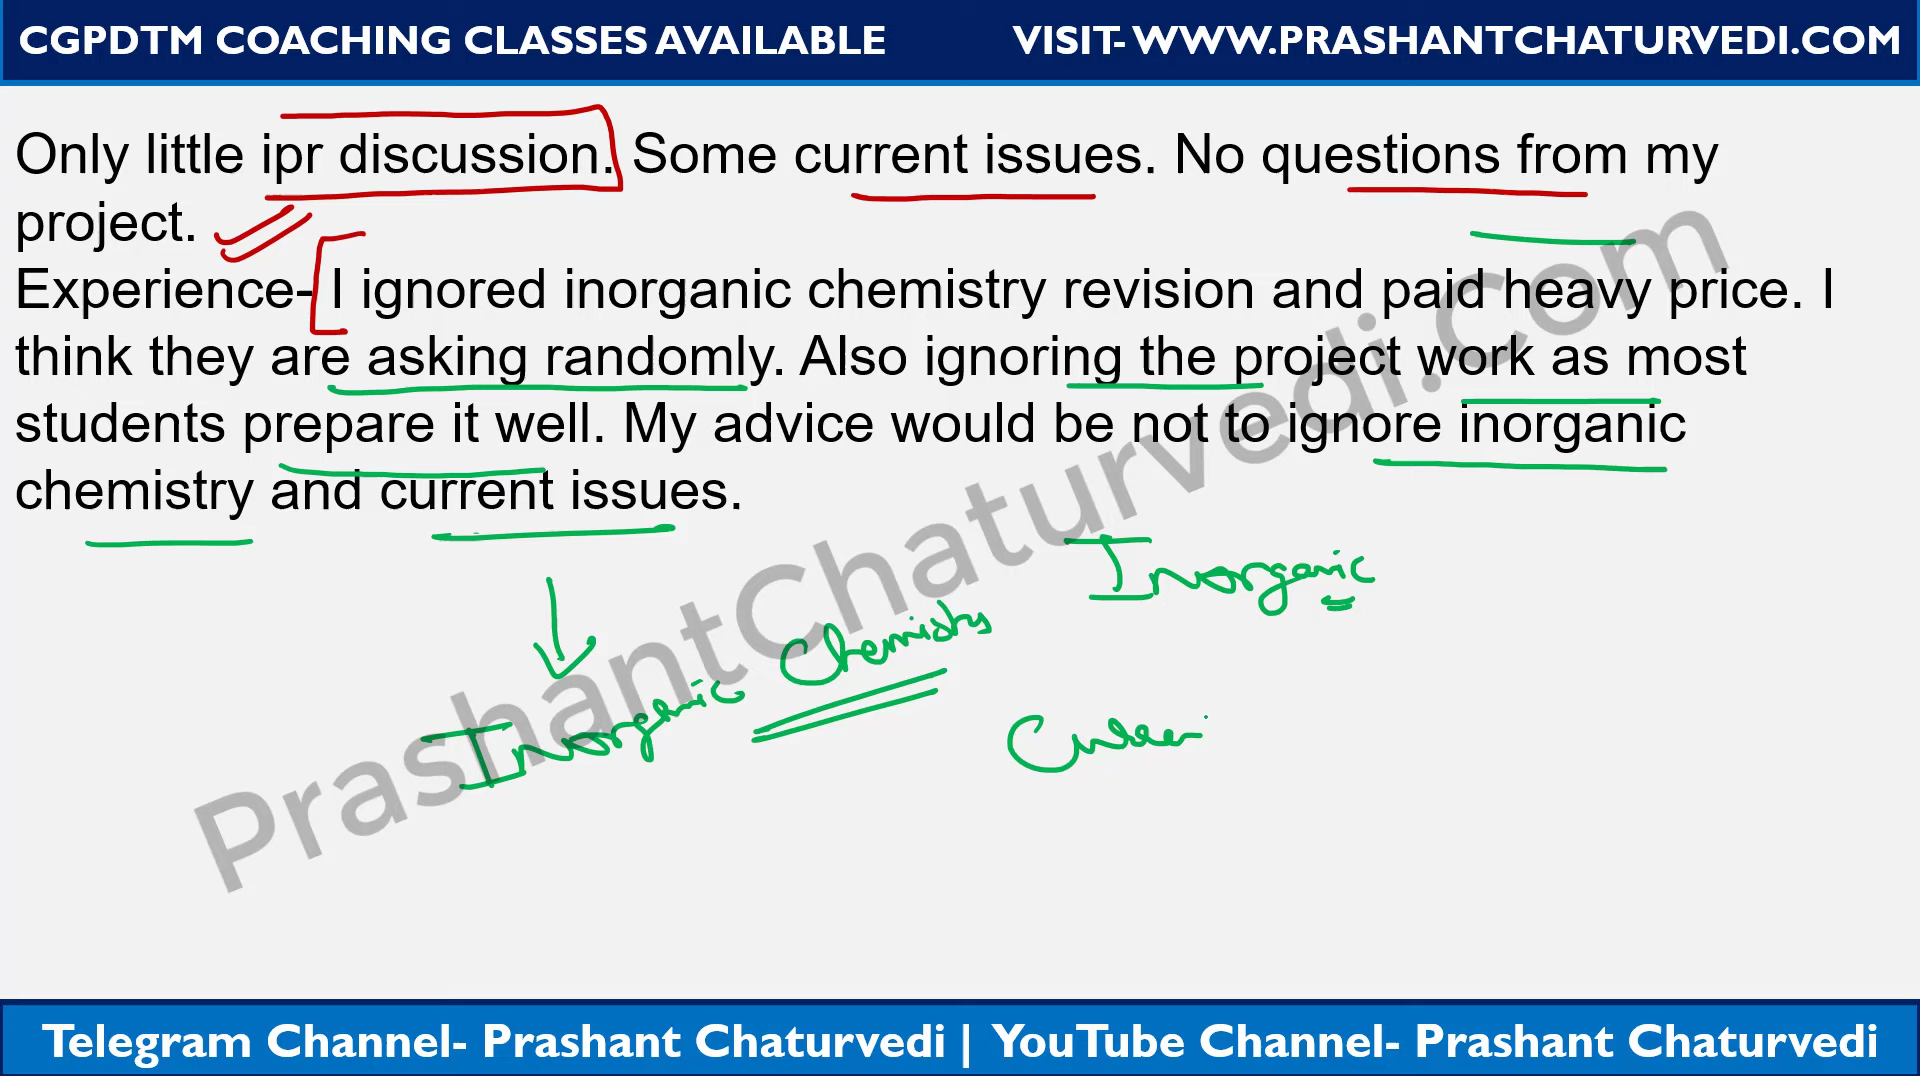 CGPDTM COACHING CLASSES AVAILABLE VISIT- WWW.PRASHANTCHATURVEDI.COM
Only little ipr discussion. Some current issues. No questions from my
project.
Experience- I ignored inorganic chemistry revision and paid heavy price. I
think they are asking randomly. Also ignoring the project work as most
students prepare it well. My advice would be not to ignore inorganic
chemistry and current issues.
PrashantChaturvedi.Com
Inorganic
Inorganic Chemistry
Telegram Channel- Prashant Chaturvedi | YouTube Channel- Prashant Chaturvedi